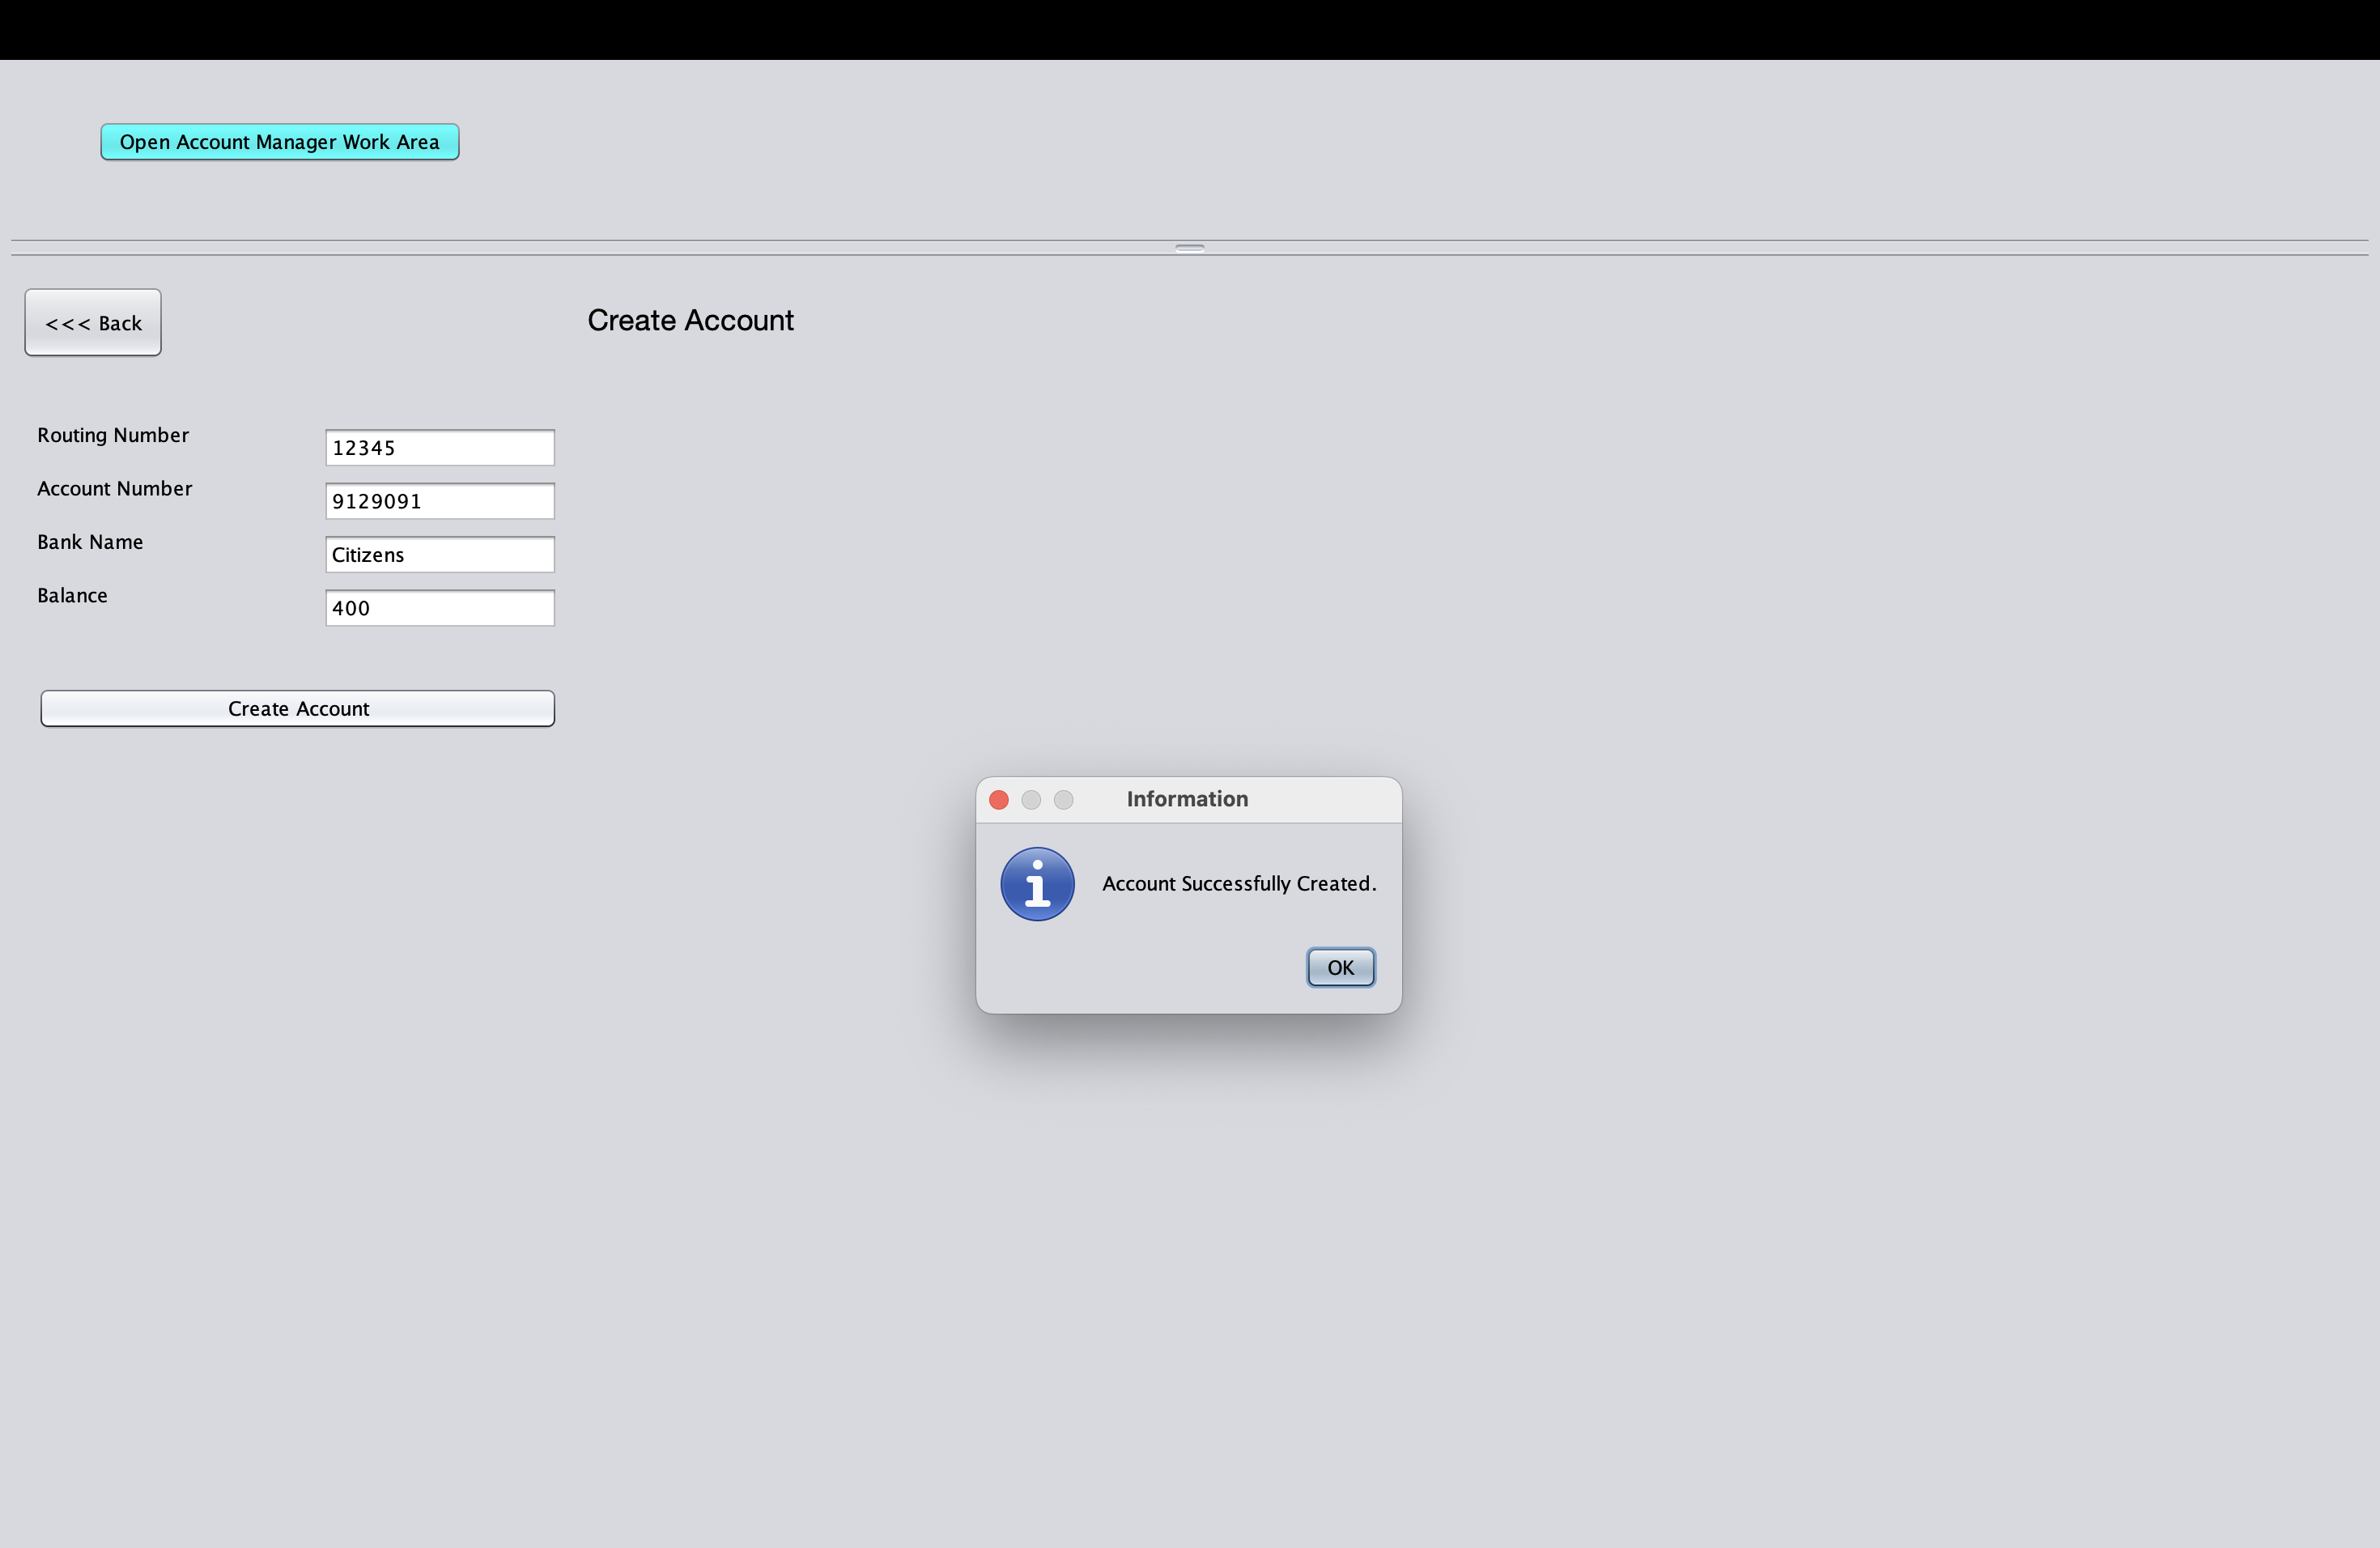 Open Account Manager Work Area
<<< Back
Create Account
Routing Number 12345
Account Number 9129091
Bank Name Citizens
Balance 400
Create Account
Information
Account Successfully Created.
OK